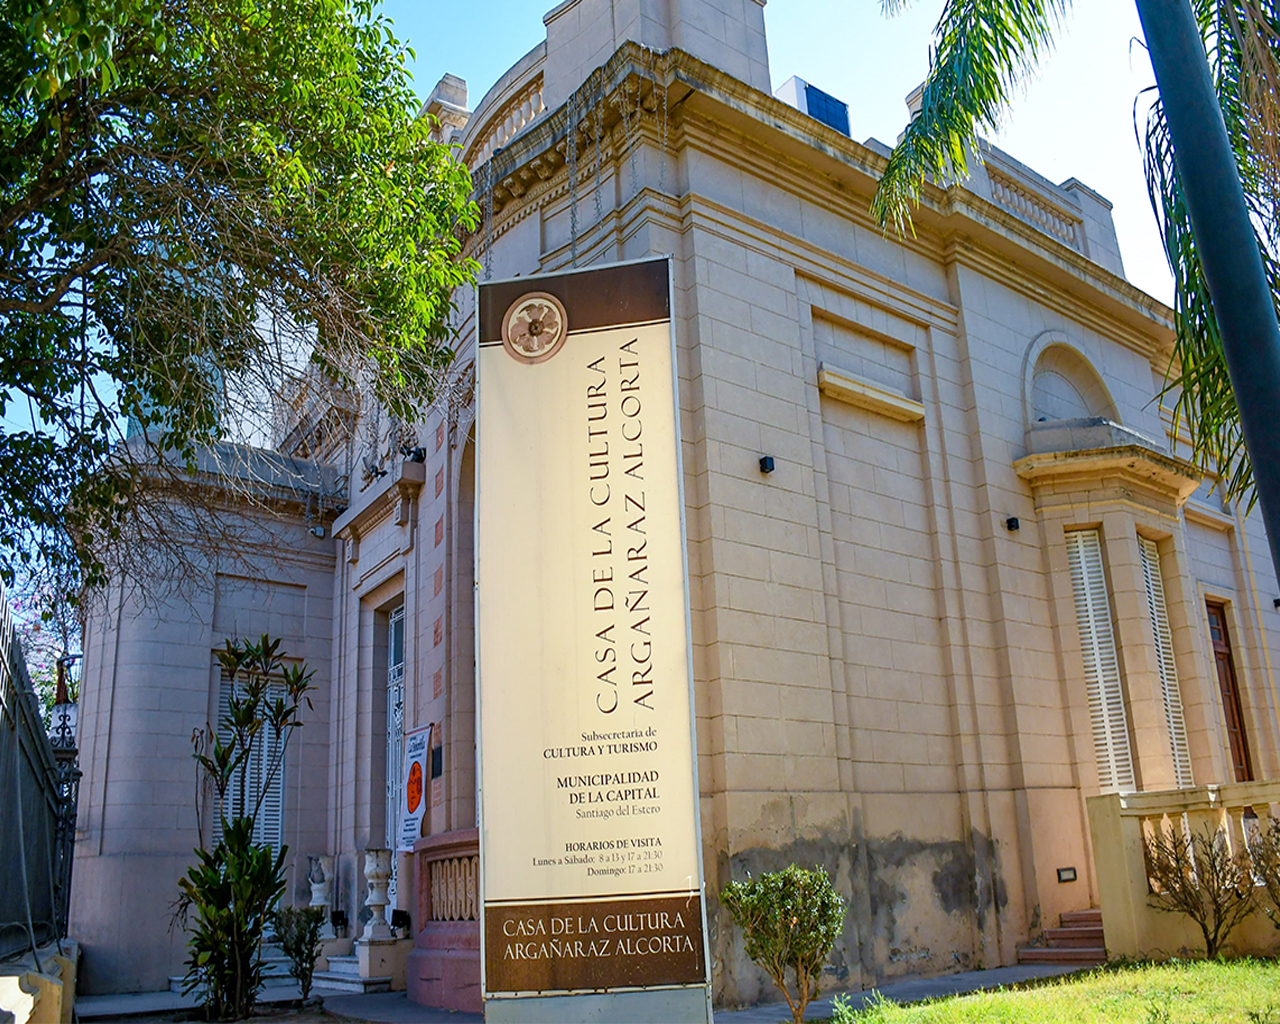 CASA DE LA CULTURA
ARGAÑARAZ ALCORTA
Subsecretaria de
CULTURA Y TURISMO
MUNICIPALIDAD
DE LA CAPITAL
Santiago del Estero
HORARIOS DE VISITA
Lunes a Sábado: 8 a 13 y 17 a 21:30
Domingo: 17 a 21:30
CASA DE LA CULTURA
ARGAÑARAZ ALCORTA